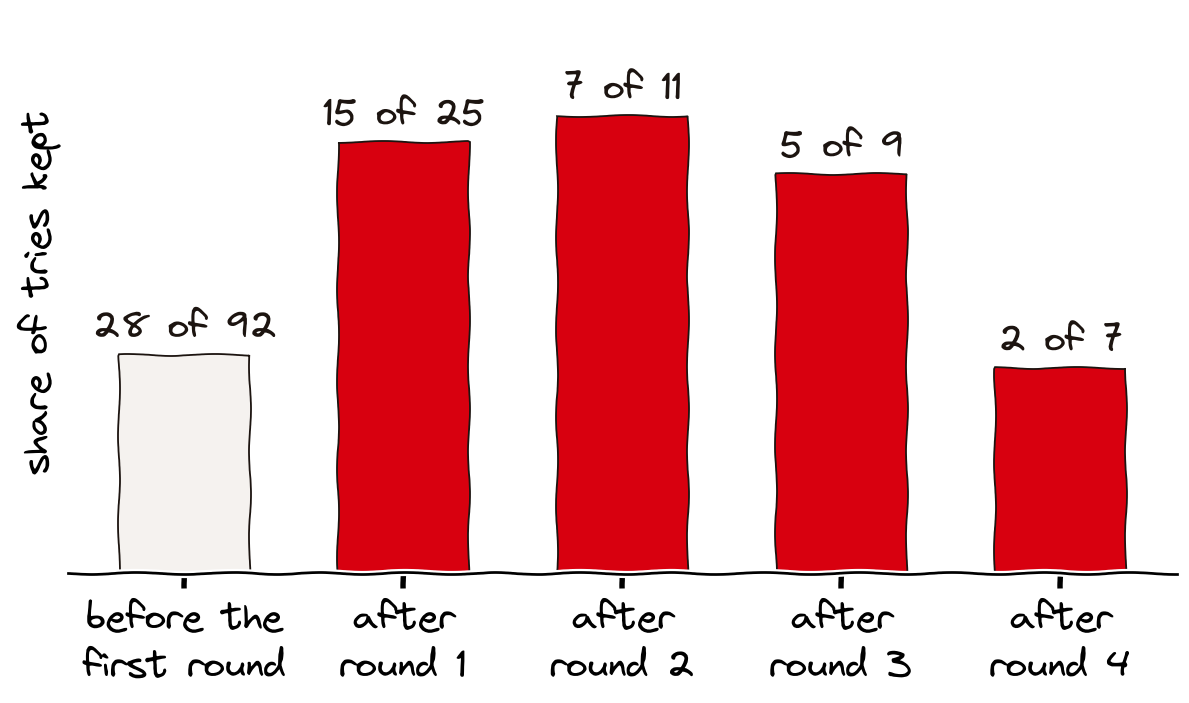 share of tries kept
28 of 92
15 of 25
7 of 11
5 of 9
2 of 7
before the
first round
after
round 1
after
round 2
after
round 3
after
round 4